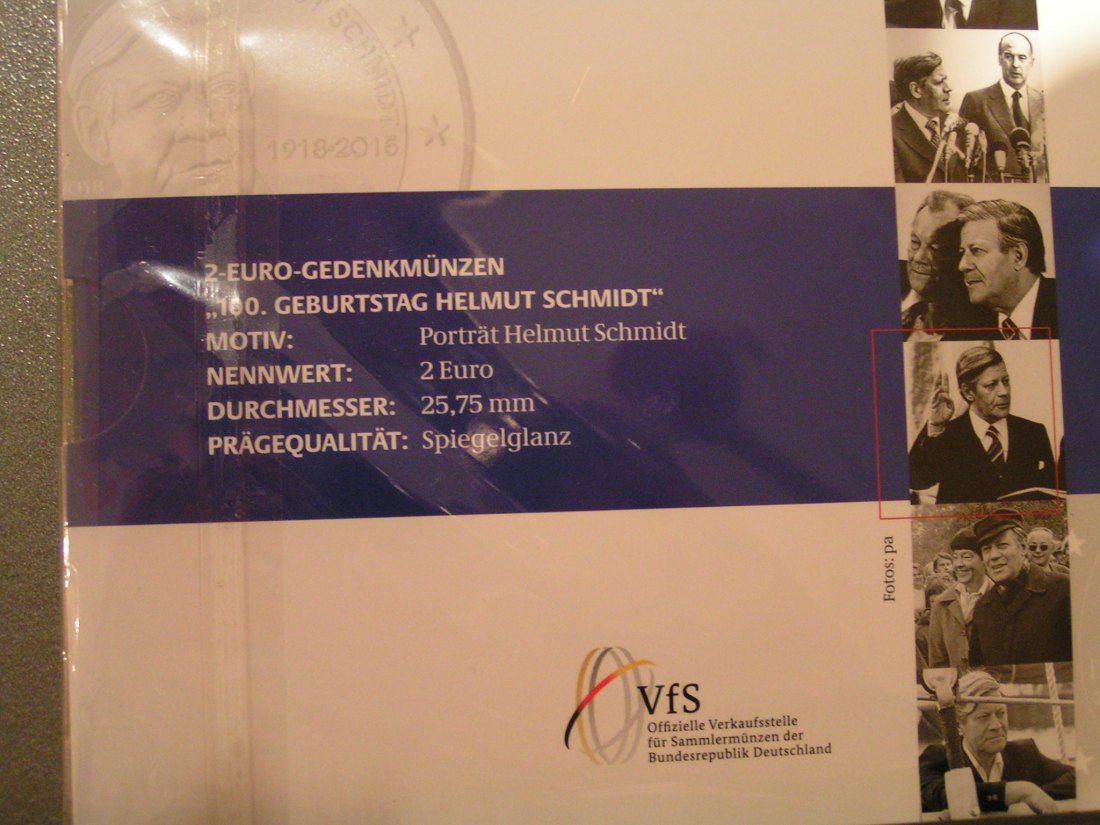 T SCHMIDT
1918-2015
2018
2-EURO-GEDENKMÜNZEN
„100. GEBURTSTAG HELMUT SCHMIDT“
MOTIV: Porträt Helmut Schmidt
NENNWERT: 2 Euro
DURCHMESSER: 25,75 mm
PRÄGEQUALITÄT: Spiegelglanz
Fotos: pa
VfS
Offizielle Verkaufsstelle
für Sammlermünzen der
Bundesrepublik Deutschland